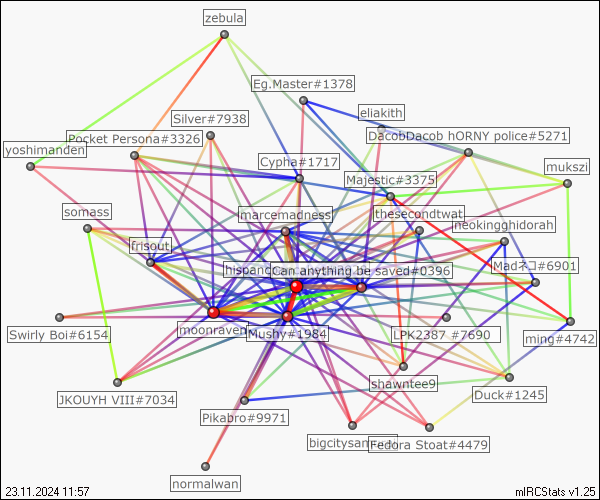 zebula
Eg.Master#1378
eliakith
Silver#7938
DacobDacob hORNY police#5271
Pocket Persona#3326
yoshimanden
Cypha#1717
mukszi
Majestic#3375
somass
marcemadness
thesecondtwat
neokingghidorah
frisout
hispanc
Can anything be saved#0396
Madネコ#6901
moonraven
Mushy#1984
Swirly Boi#6154
LPK2387 #7690
ming#4742
shawntee9
JKOUYH VIII#7034
Duck#1245
Pikabro#9971
bigcitysam
Fedora Stoat#4479
normalwan
23.11.2024 11:57
mIRCStats v1.25